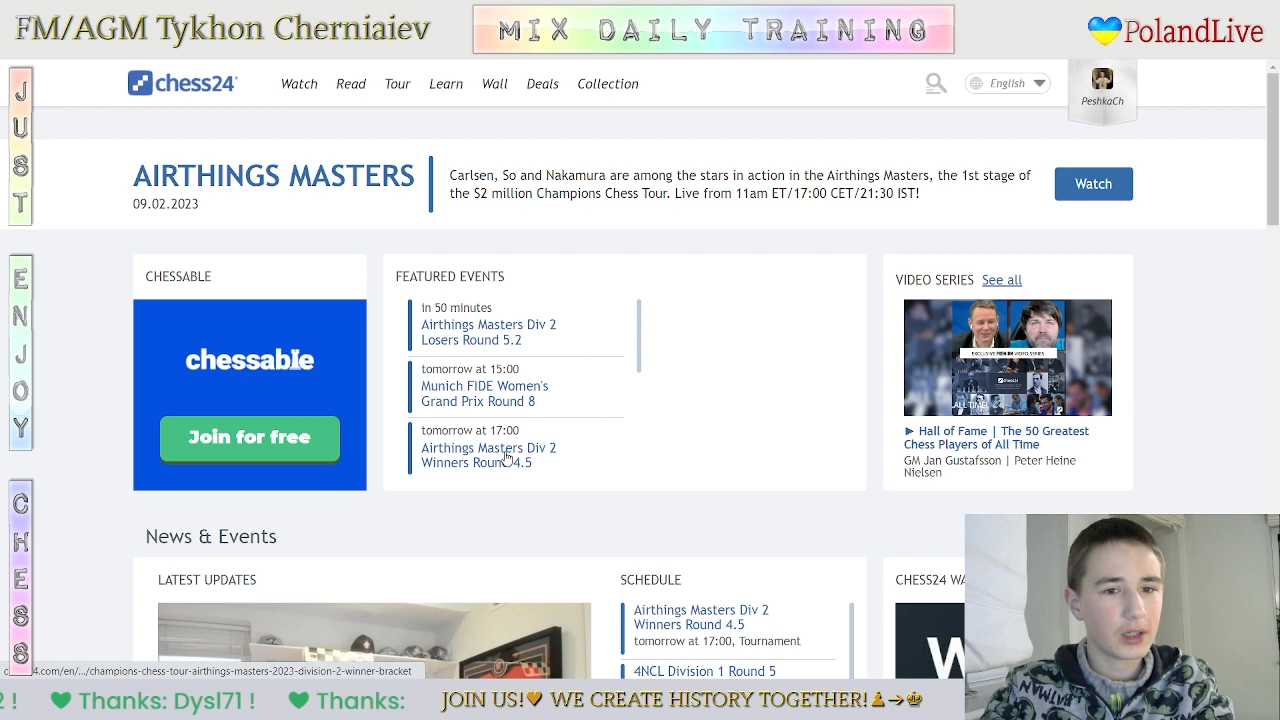 FM/AGM Tykhon Cherniaiev
MIX DAILY TRAINING
PolandLive
JUST
ENJOY
CHESS
chess24
Watch Read Tour Learn Wall Deals Collection
English
PeshkaCh
AIRTHINGS MASTERS
09.02.2023
Carlsen, So and Nakamura are among the stars in action in the Airthings Masters, the 1st stage of
the $2 million Champions Chess Tour. Live from 11am ET/17:00 CET/21:30 IST!
Watch
CHESSABLE
chessable
Join for free
FEATURED EVENTS
in 50 minutes
Airthings Masters Div 2
Losers Round 5.2
tomorrow at 15:00
Munich FIDE Women's
Grand Prix Round 8
tomorrow at 17:00
Airthings Masters Div 2
Winners Round 4.5
VIDEO SERIES See all
EXCLUSIVE PREMIUM VIDEO SERIES
ALL TIME
Hall of Fame | The 50 Greatest
Chess Players of All Time
GM Jan Gustafsson | Peter Heine
Nielsen
News & Events
LATEST UPDATES
SCHEDULE
Airthings Masters Div 2
Winners Round 4.5
tomorrow at 17:00, Tournament
4NCL Division 1 Round 5
CHESS24 WA
W
BATMAN
4.com/en/.../champions-chess-tour-airthings-masters-2023-division-2-winner-bracket
! Thanks: Dysl71 ! Thanks:
JOIN US! WE CREATE HISTORY TOGETHER!